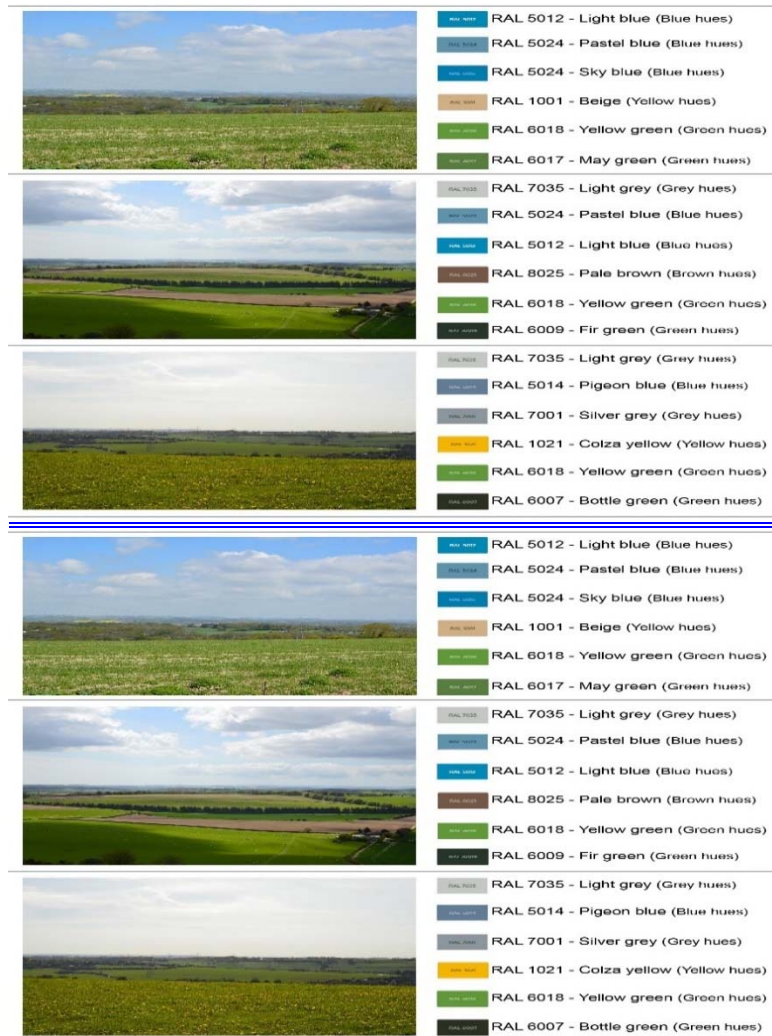 RAL 5012 - Light blue (Blue hues)
RAL 5024 - Pastel blue (Blue hues)
RAL 5024 - Sky blue (Blue hues)
RAL 1001 - Beige (Yellow hues)
RAL 6018 - Yellow green (Green hues)
RAL 6017 - May green (Green hues)
RAL 7035 - Light grey (Grey hues)
RAL 5024 - Pastel blue (Blue hues)
RAL 5012 - Light blue (Blue hues)
RAL 8025 - Pale brown (Brown hues)
RAL 6018 - Yellow green (Green hues)
RAL 6009 - Fir green (Green hues)
RAL 7035 - Light grey (Grey hues)
RAL 5014 - Pigeon blue (Blue hues)
RAL 7001 - Silver grey (Grey hues)
RAL 1021 - Colza yellow (Yellow hues)
RAL 6018 - Yellow green (Green hues)
RAL 6007 - Bottle green (Green hues)
RAL 5012 - Light blue (Blue hues)
RAL 5024 - Pastel blue (Blue hues)
RAL 5024 - Sky blue (Blue hues)
RAL 1001 - Beige (Yellow hues)
RAL 6018 - Yellow green (Green hues)
RAL 6017 - May green (Green hues)
RAL 7035 - Light grey (Grey hues)
RAL 5024 - Pastel blue (Blue hues)
RAL 5012 - Light blue (Blue hues)
RAL 8025 - Pale brown (Brown hues)
RAL 6018 - Yellow green (Green hues)
RAL 6009 - Fir green (Green hues)
RAL 7035 - Light grey (Grey hues)
RAL 5014 - Pigeon blue (Blue hues)
RAL 7001 - Silver grey (Grey hues)
RAL 1021 - Colza yellow (Yellow hues)
RAL 6018 - Yellow green (Green hues)
RAL 6007 - Bottle green (Green hues)